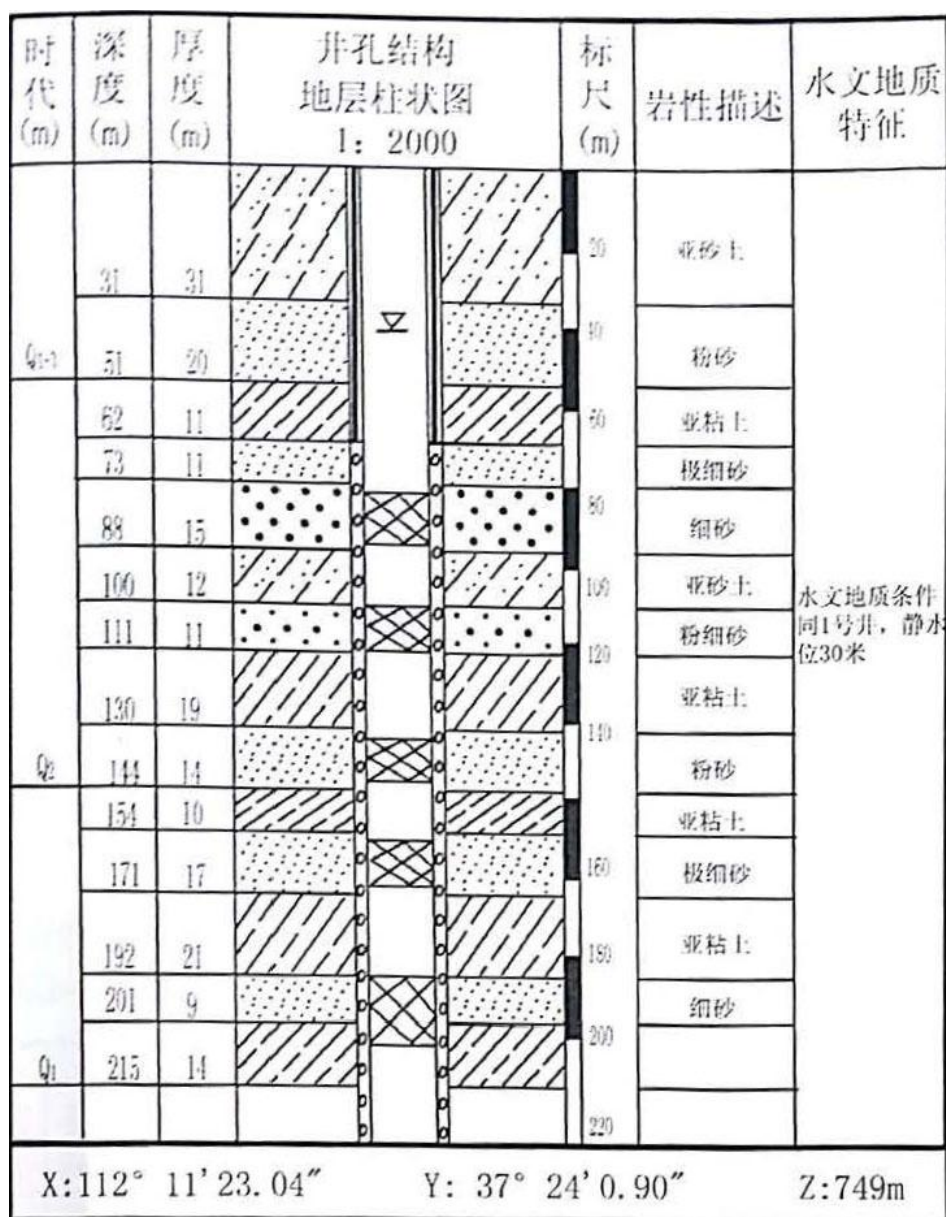 时代(m)
深度(m)
厚度(m)
井孔结构
地层柱状图
1: 2000
标尺(m)
岩性描述
水文地质
特征
31 31 20 亚砂土
40
51 20 粉砂
62 11 60 亚粘土
73 11 极细砂
88 15 80 细砂
100 12 100 亚砂土
111 11 粉细砂
水文地质条件
同1号井，静水
位30米
120
130 19 亚粘土
140
Q2 144 14 粉砂
154 10 亚粘土
171 17 160 极细砂
192 21 180 亚粘土
201 9 细砂
200
Q1 215 14
220
X:112° 11'23.04″ Y: 37° 24'0.90″ Z:749m